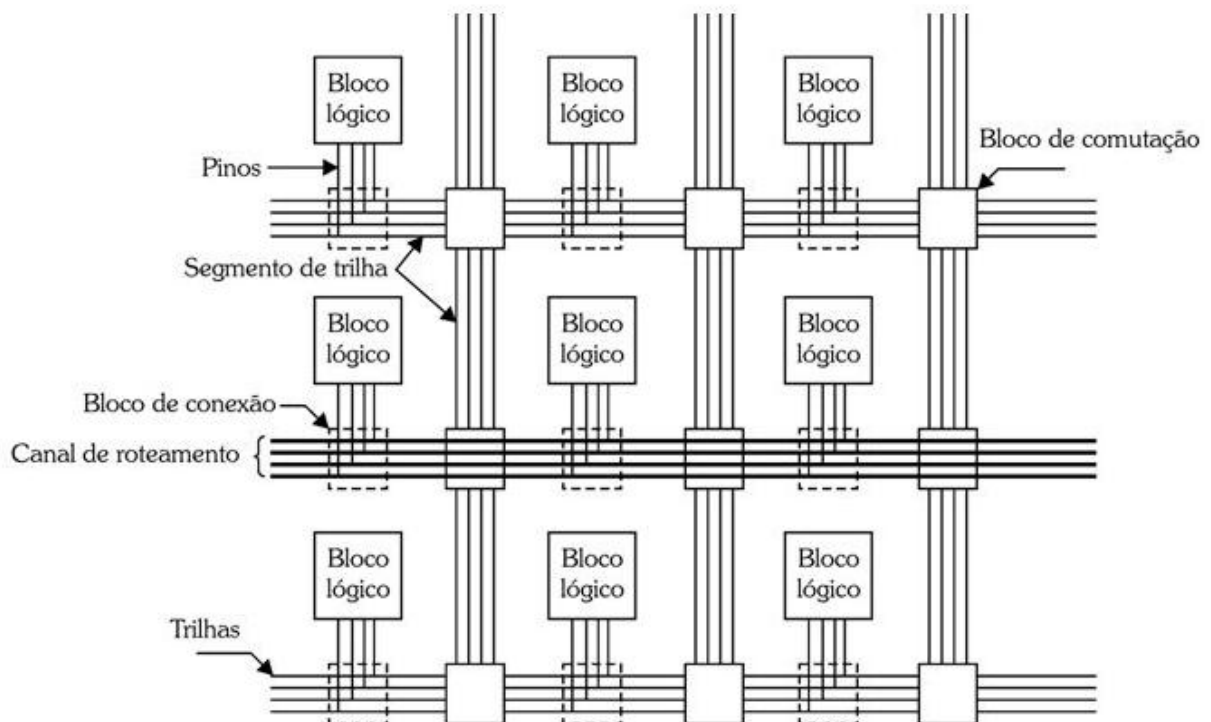 Bloco
lógico
Bloco
lógico
Bloco
lógico
Bloco de comutação
Pinos
Segmento de trilha
Bloco
lógico
Bloco
lógico
Bloco
lógico
Bloco de conexão
Canal de roteamento
Bloco
lógico
Bloco
lógico
Bloco
lógico
Trilhas